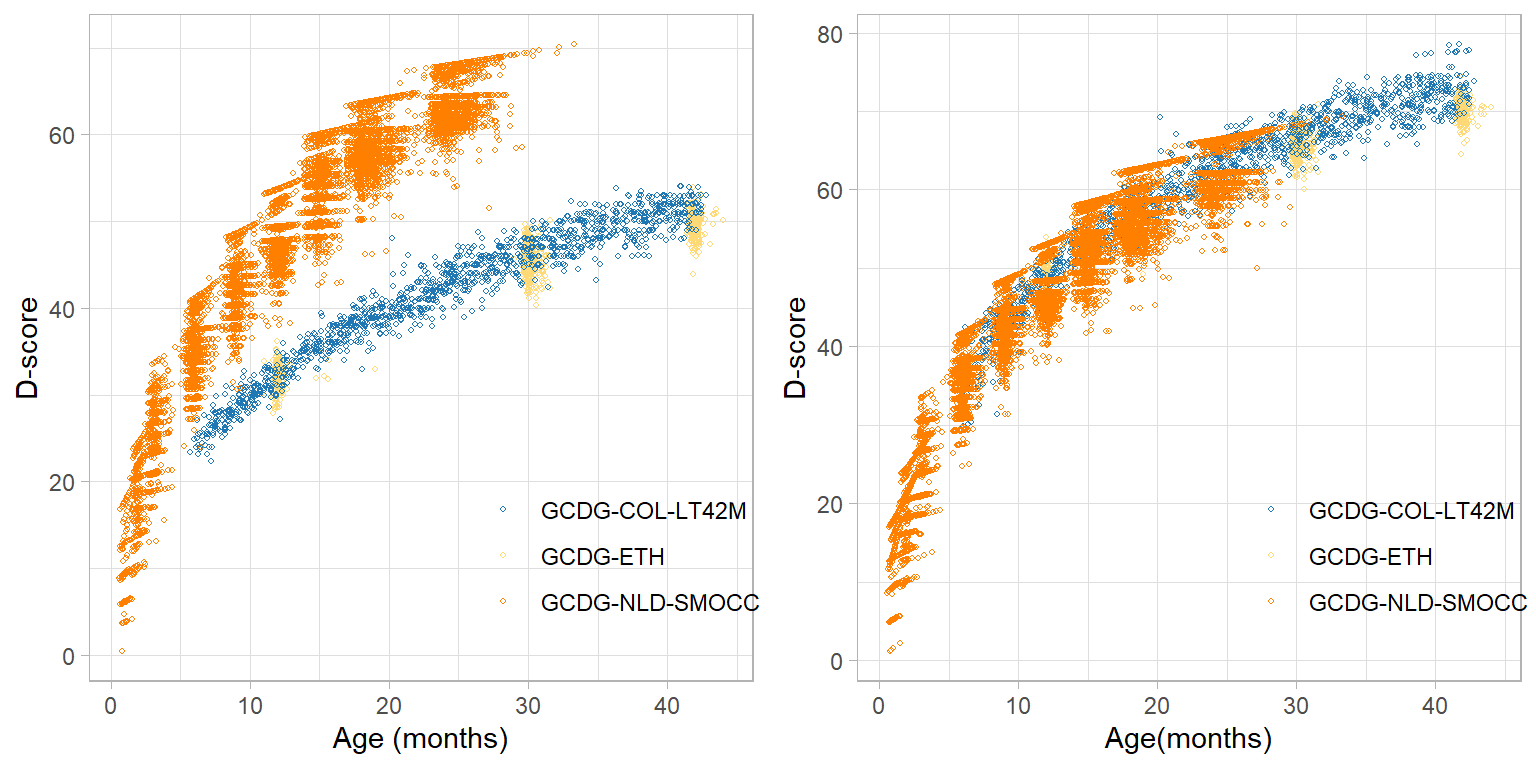 60
40
20
0
D-score
0 10 20 30 40
Age (months)
GCDG-COL-LT42M
GCDG-ETH
GCDG-NLD-SMOCC
80
60
40
20
0
D-score
0 10 20 30 40
Age(months)
GCDG-COL-LT42M
GCDG-ETH
GCDG-NLD-SMOCC